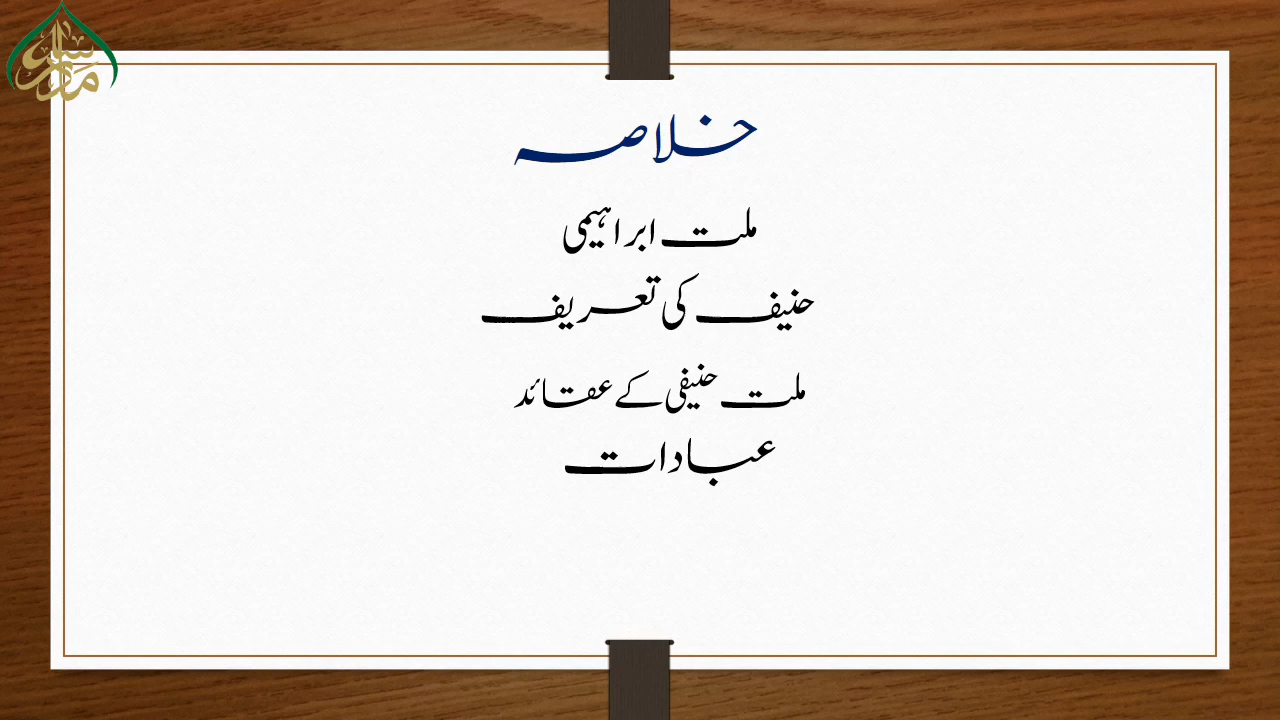 خلاصہ
ملت ابراہیمی
حنیف کی تعریف
ملت حنیفی کے عقائد
عبادات